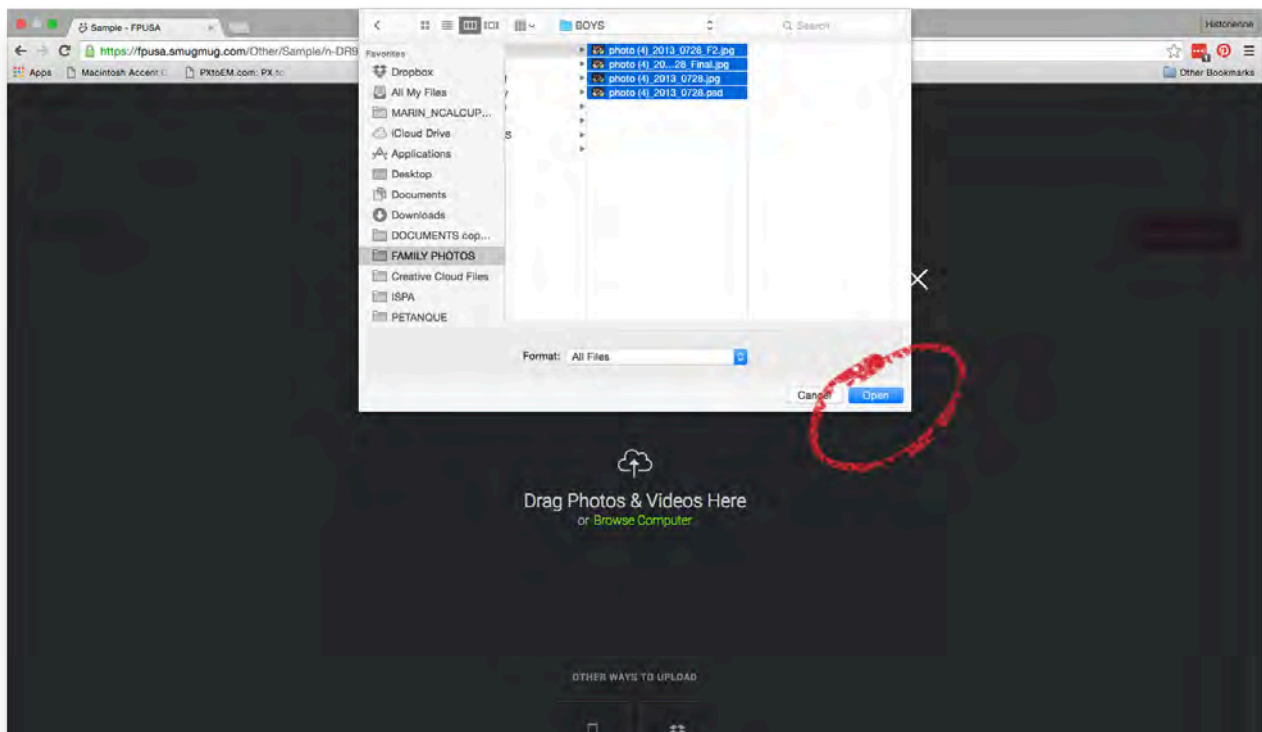 Sample - FPUSA
BOYS
Search
Historienne
https://fpusa.smugmug.com/Other/Sample/n-DR9
Apps
Macintosh Accent C
PXtoEM.com: PX to
Other Bookmarks
Favorites
Dropbox
All My Files
MARIN_NCALCUP...
iCloud Drive
Applications
Desktop
Documents
Downloads
DOCUMENTS cop...
FAMILY PHOTOS
Creative Cloud Files
ISPA
PETANQUE
S
photo (4)_2013_0728_F2.jpg
photo (4)_20...28_Final.jpg
photo (4)_2013_0728.jpg
photo (4)_2013_0728.psd
Format: All Files
Cancel
Open
Drag Photos & Videos Here
or Browse Computer
OTHER WAYS TO UPLOAD